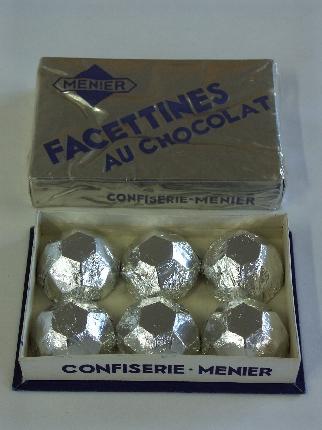 MENIER
FACETTINES
AU CHOCOLAT
CONFISERIE-MENIER
CONFISERIE - MENIER